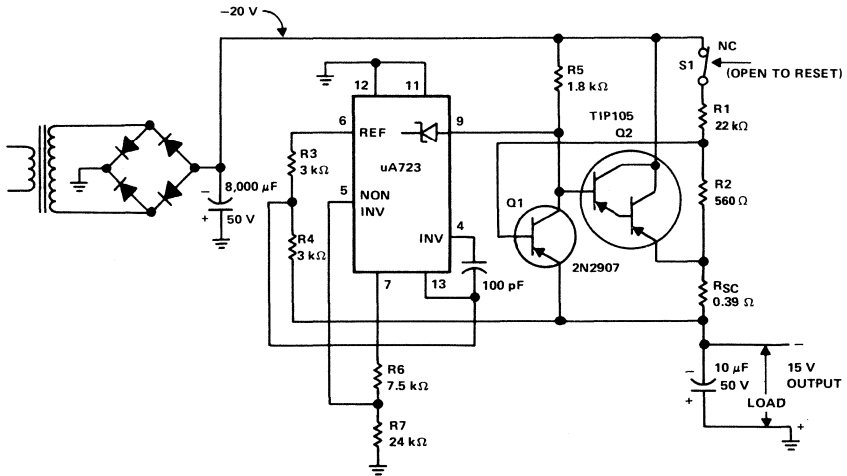 −20 V
NC
S1
(OPEN TO RESET)
R5
1.8 kΩ
12
11
TIP105
Q2
R1
22 kΩ
6
REF
9
R3
3 kΩ
uA723
8,000 μF
−
+
50 V
5
NON
INV
R2
560 Ω
Q1
R4
3 kΩ
INV
4
2N2907
7
13
100 pF
RSC
0.39 Ω
R6
7.5 kΩ
−
10 μF
50 V
+
−
15 V
OUTPUT
LOAD
+
R7
24 kΩ